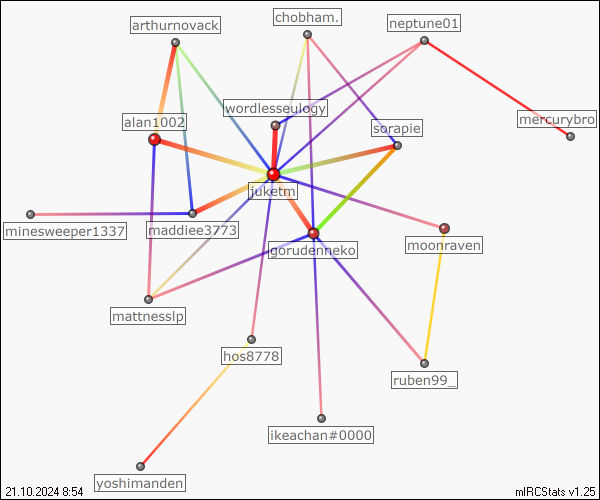 chobham.
neptune01
arthurnovack
wordlesseulogy
mercurybro
alan1002
sorapie
juketm
minesweeper1337
maddiee3773
moonraven
gorudenneko
mattnesslp
hos8778
ruben99_
ikeachan#0000
yoshimanden
21.10.2024 8:54
mIRCStats v1.25